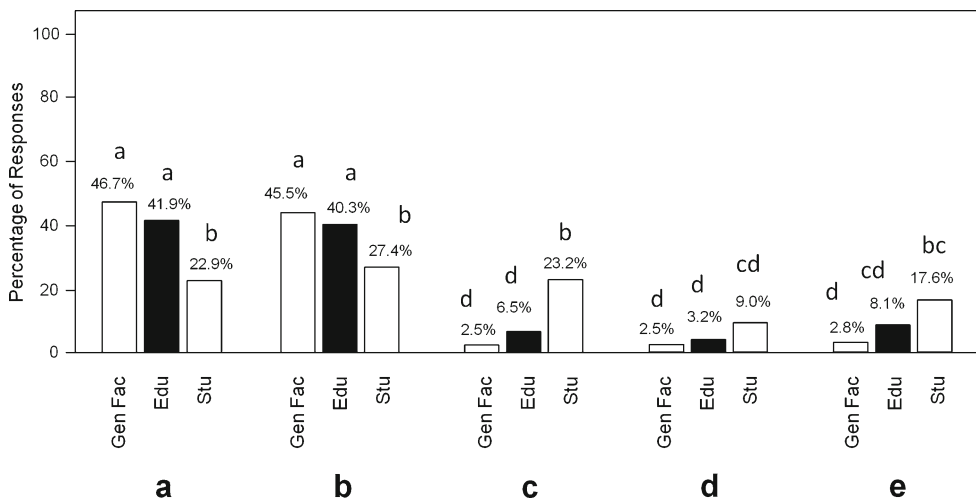 Percentage of Responses
100
80
60
40
20
0
a
46.7%
a
41.9%
b
22.9%
a
45.5%
a
40.3%
b
27.4%
d
2.5%
d
6.5%
b
23.2%
d
2.5%
d
3.2%
cd
9.0%
d
2.8%
cd
8.1%
bc
17.6%
Gen Fac
Edu
Stu
Gen Fac
Edu
Stu
Gen Fac
Edu
Stu
Gen Fac
Edu
Stu
Gen Fac
Edu
Stu
a
b
c
d
e